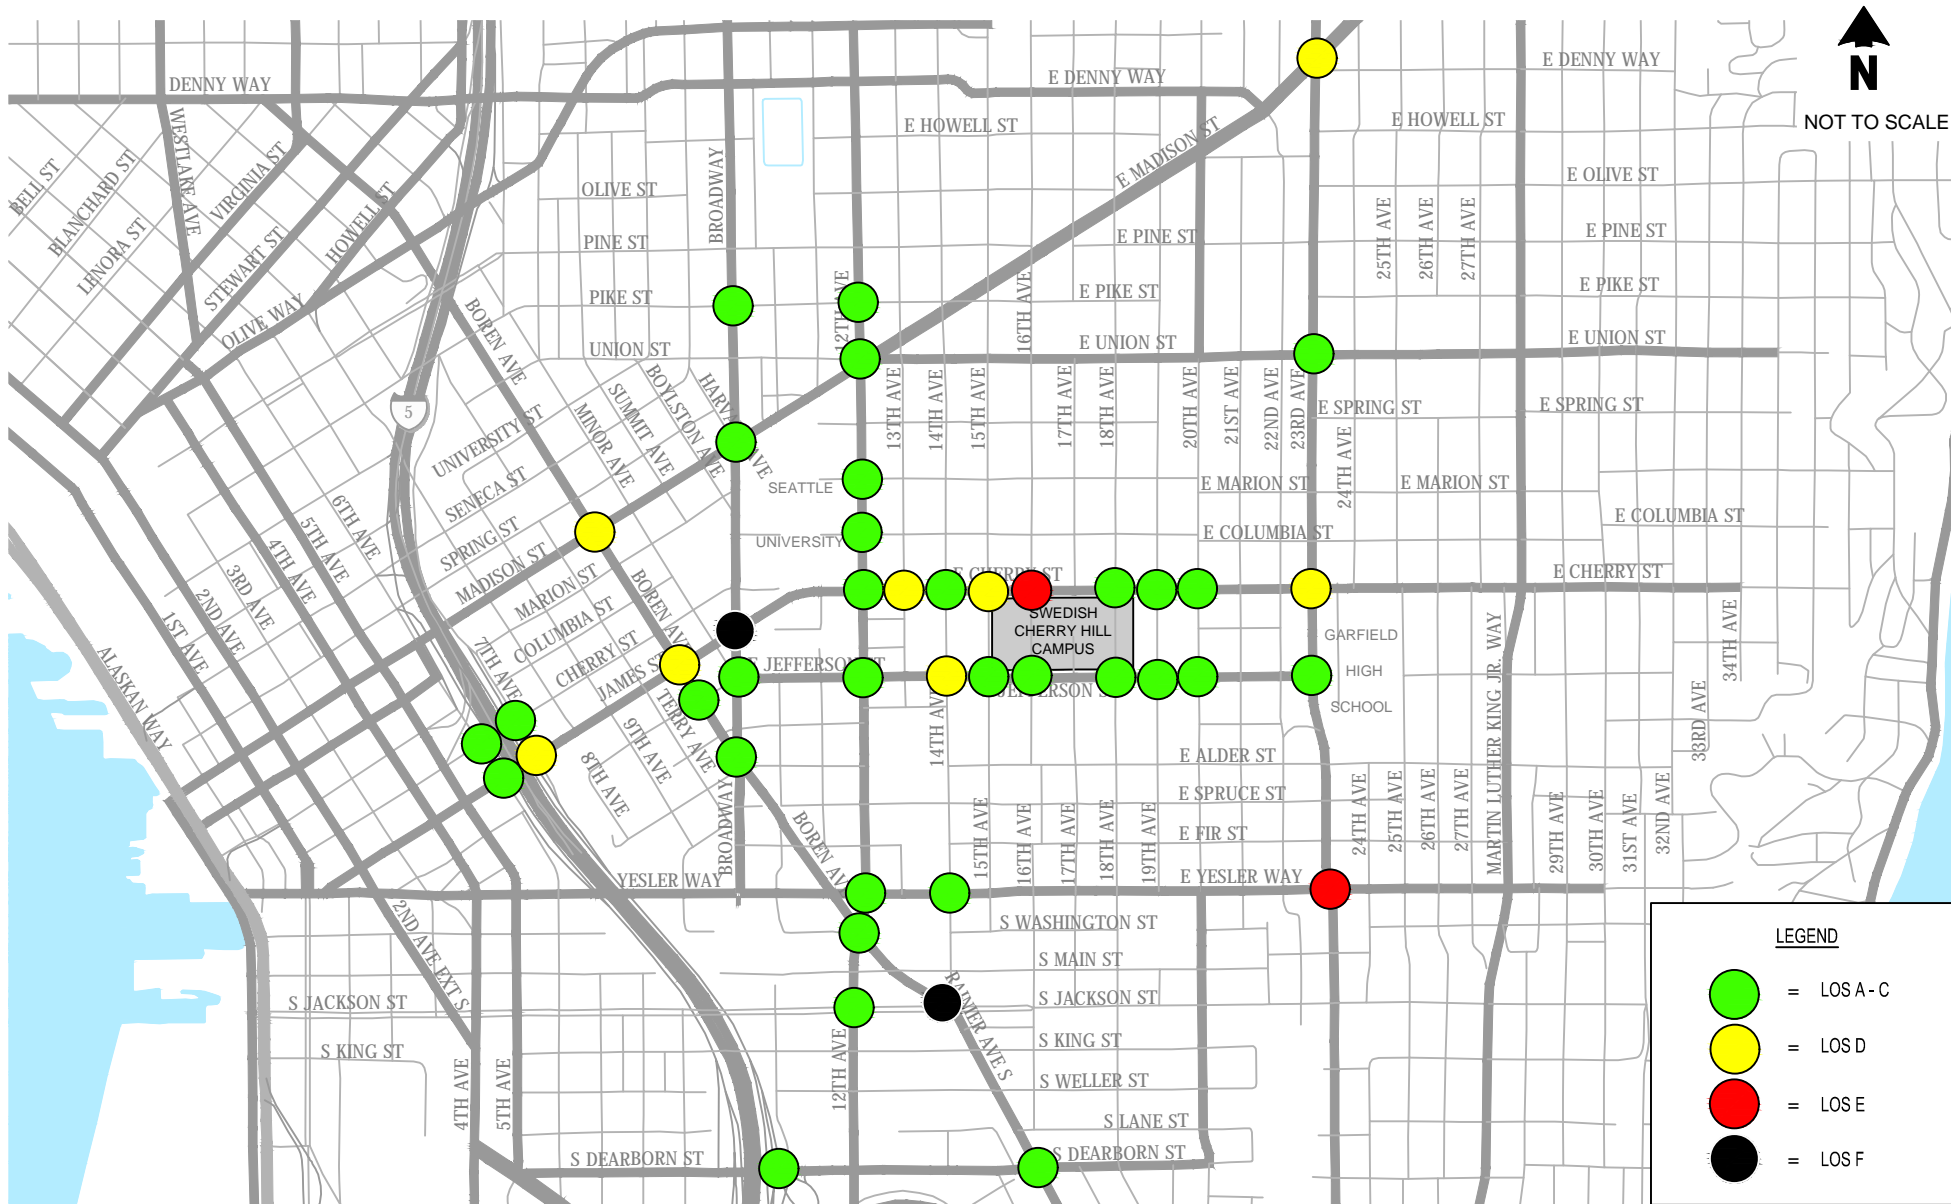 N
NOT TO SCALE
DENNY WAY
E DENNY WAY
E DENNY WAY
WESTLAKE AVE
E HOWELL ST
E HOWELL ST
BELL ST
BLANCHARD ST
LENORA ST
VIRGINIA ST
STEWART ST
HOWELL ST
OLIVE WAY
BROADWAY
E MADISON ST
OLIVE ST
E OLIVE ST
PINE ST
E PINE ST
E PINE ST
25TH AVE
26TH AVE
27TH AVE
PIKE ST
E PIKE ST
E PIKE ST
12TH AVE
16TH AVE
BOREN AVE
UNION ST
E UNION ST
E UNION ST
5
UNIVERSITY ST
SENECA ST
SPRING ST
MADISON ST
MARION ST
COLUMBIA ST
CHERRY ST
JAMES ST
MINOR AVE
SUMMIT AVE
BOYLSTON AVE
13TH AVE
14TH AVE
15TH AVE
17TH AVE
18TH AVE
20TH AVE
21ST AVE
22ND AVE
23RD AVE
24TH AVE
E SPRING ST
E SPRING ST
SEATTLE
UNIVERSITY
E MARION ST
E MARION ST
E COLUMBIA ST
E COLUMBIA ST
E CHERRY ST
E CHERRY ST
6TH AVE
5TH AVE
4TH AVE
3RD AVE
2ND AVE
1ST AVE
ALASKAN WAY
7TH AVE
BOREN AVE
TERRY AVE
9TH AVE
8TH AVE
SWEDISH
CHERRY HILL
CAMPUS
E JEFFERSON ST
GARFIELD
HIGH
SCHOOL
14TH AVE
MARTIN LUTHER KING JR. WAY
34TH AVE
33RD AVE
E ALDER ST
E SPRUCE ST
E FIR ST
BROADWAY
BOREN AVE
15TH AVE
16TH AVE
17TH AVE
18TH AVE
19TH AVE
24TH AVE
25TH AVE
26TH AVE
27TH AVE
29TH AVE
30TH AVE
31ST AVE
32ND AVE
YESLER WAY
E YESLER WAY
2ND AVE EXT S
S WASHINGTON ST
S MAIN ST
S JACKSON ST
S JACKSON ST
RAINIER AVE S
S KING ST
S KING ST
S WELLER ST
S LANE ST
4TH AVE
5TH AVE
12TH AVE
S DEARBORN ST
S DEARBORN ST
LEGEND
= LOS A - C
= LOS D
= LOS E
= LOS F